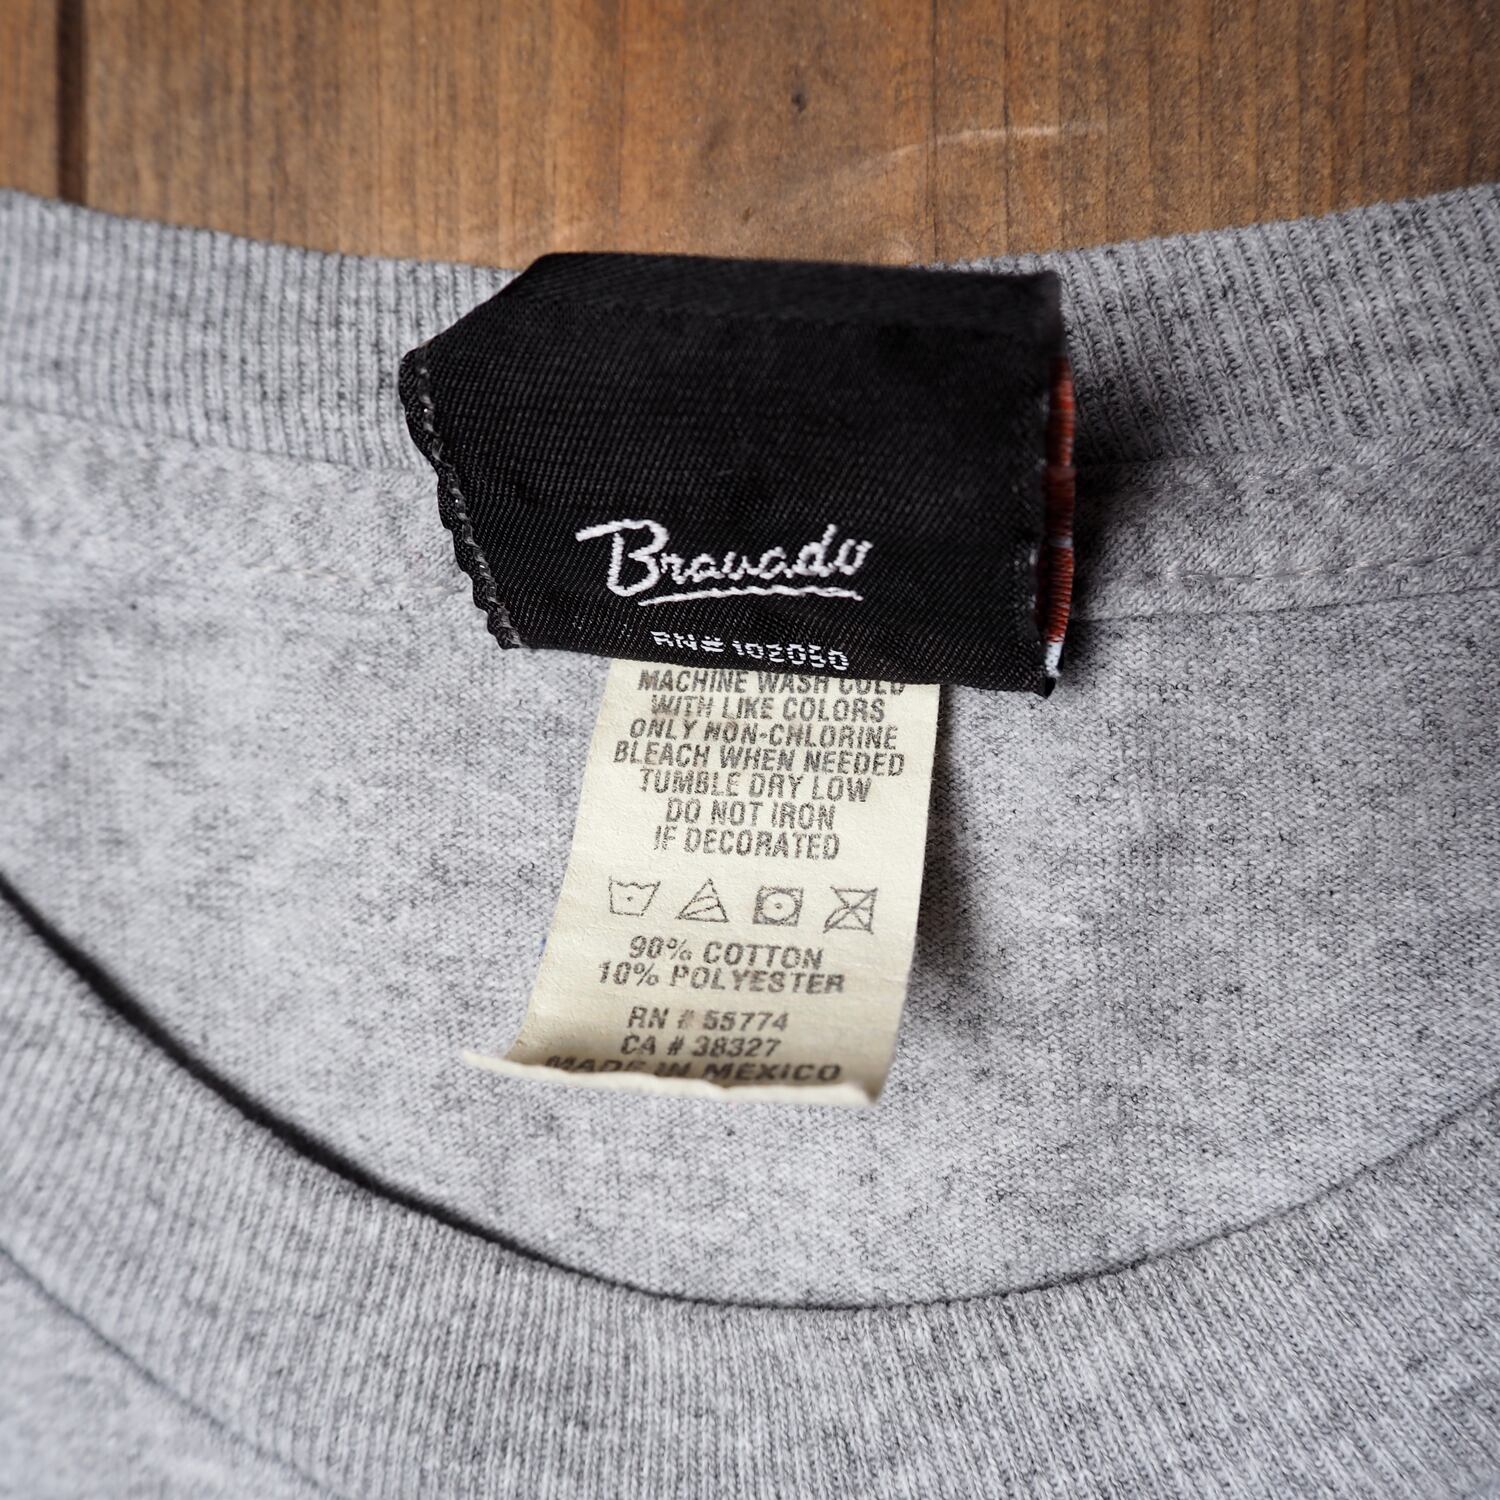 Bravado
RN# 102050
MACHINE WASH COLD
WITH LIKE COLORS
ONLY NON-CHLORINE
BLEACH WHEN NEEDED
TUMBLE DRY LOW
DO NOT IRON
IF DECORATED
90% COTTON
10% POLYESTER
RN # 55774
CA # 38327
MADE IN MEXICO